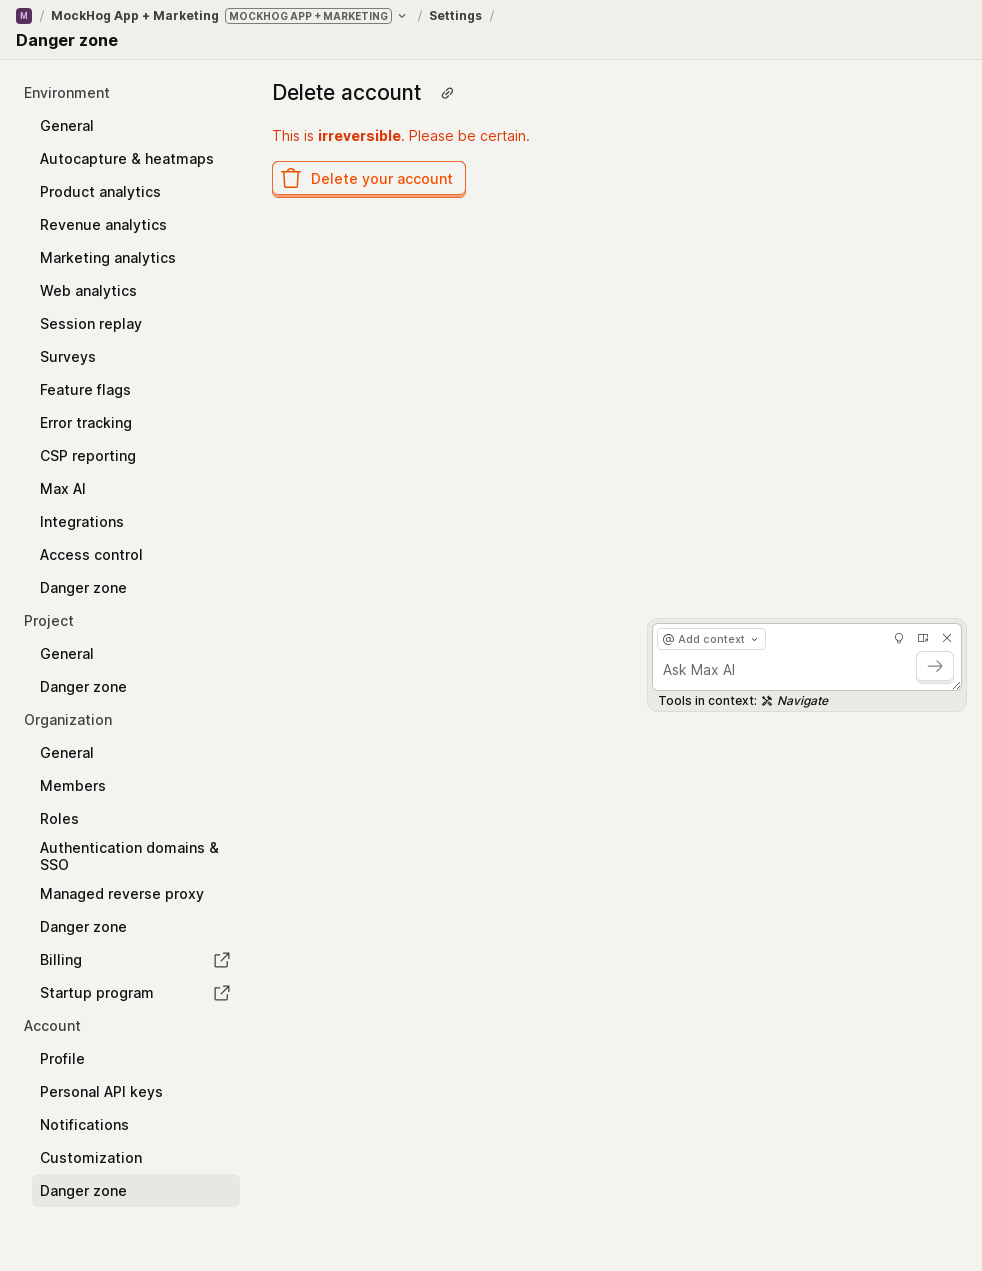 M / MockHog App + Marketing MOCKHOG APP + MARKETING / Settings /
Danger zone
Environment
General
Autocapture & heatmaps
Product analytics
Revenue analytics
Marketing analytics
Web analytics
Session replay
Surveys
Feature flags
Error tracking
CSP reporting
Max AI
Integrations
Access control
Danger zone
Project
General
Danger zone
Organization
General
Members
Roles
Authentication domains &
SSO
Managed reverse proxy
Danger zone
Billing
Startup program
Account
Profile
Personal API keys
Notifications
Customization
Danger zone
Delete account
This is irreversible. Please be certain.
Delete your account
@ Add context
Ask Max AI
Tools in context: Navigate